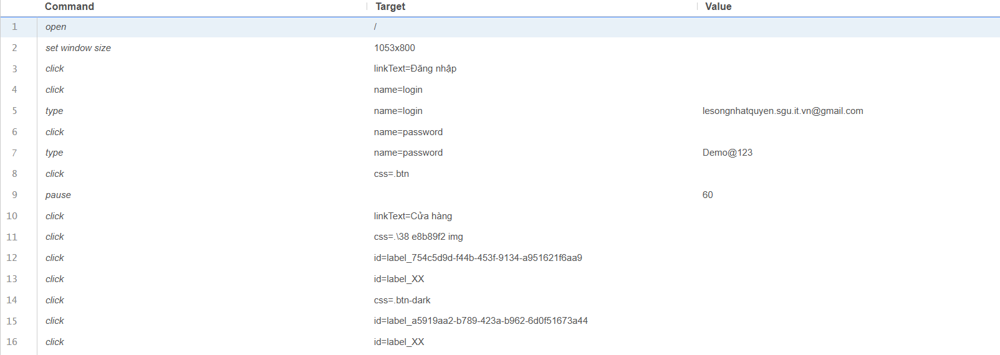 Command Target Value
1 open /
2 set window size 1053x800
3 click linkText=Đăng nhập
4 click name=login
5 type name=login lesongnhatquyen.sgu.it.vn@gmail.com
6 click name=password
7 type name=password Demo@123
8 click css=.btn
9 pause 60
10 click linkText=Cửa hàng
11 click css=.\38 e8b89f2 img
12 click id=label_754c5d9d-f44b-453f-9134-a951621f6aa9
13 click id=label_XX
14 click css=.btn-dark
15 click id=label_a5919aa2-b789-423a-b962-6d0f51673a44
16 click id=label_XX